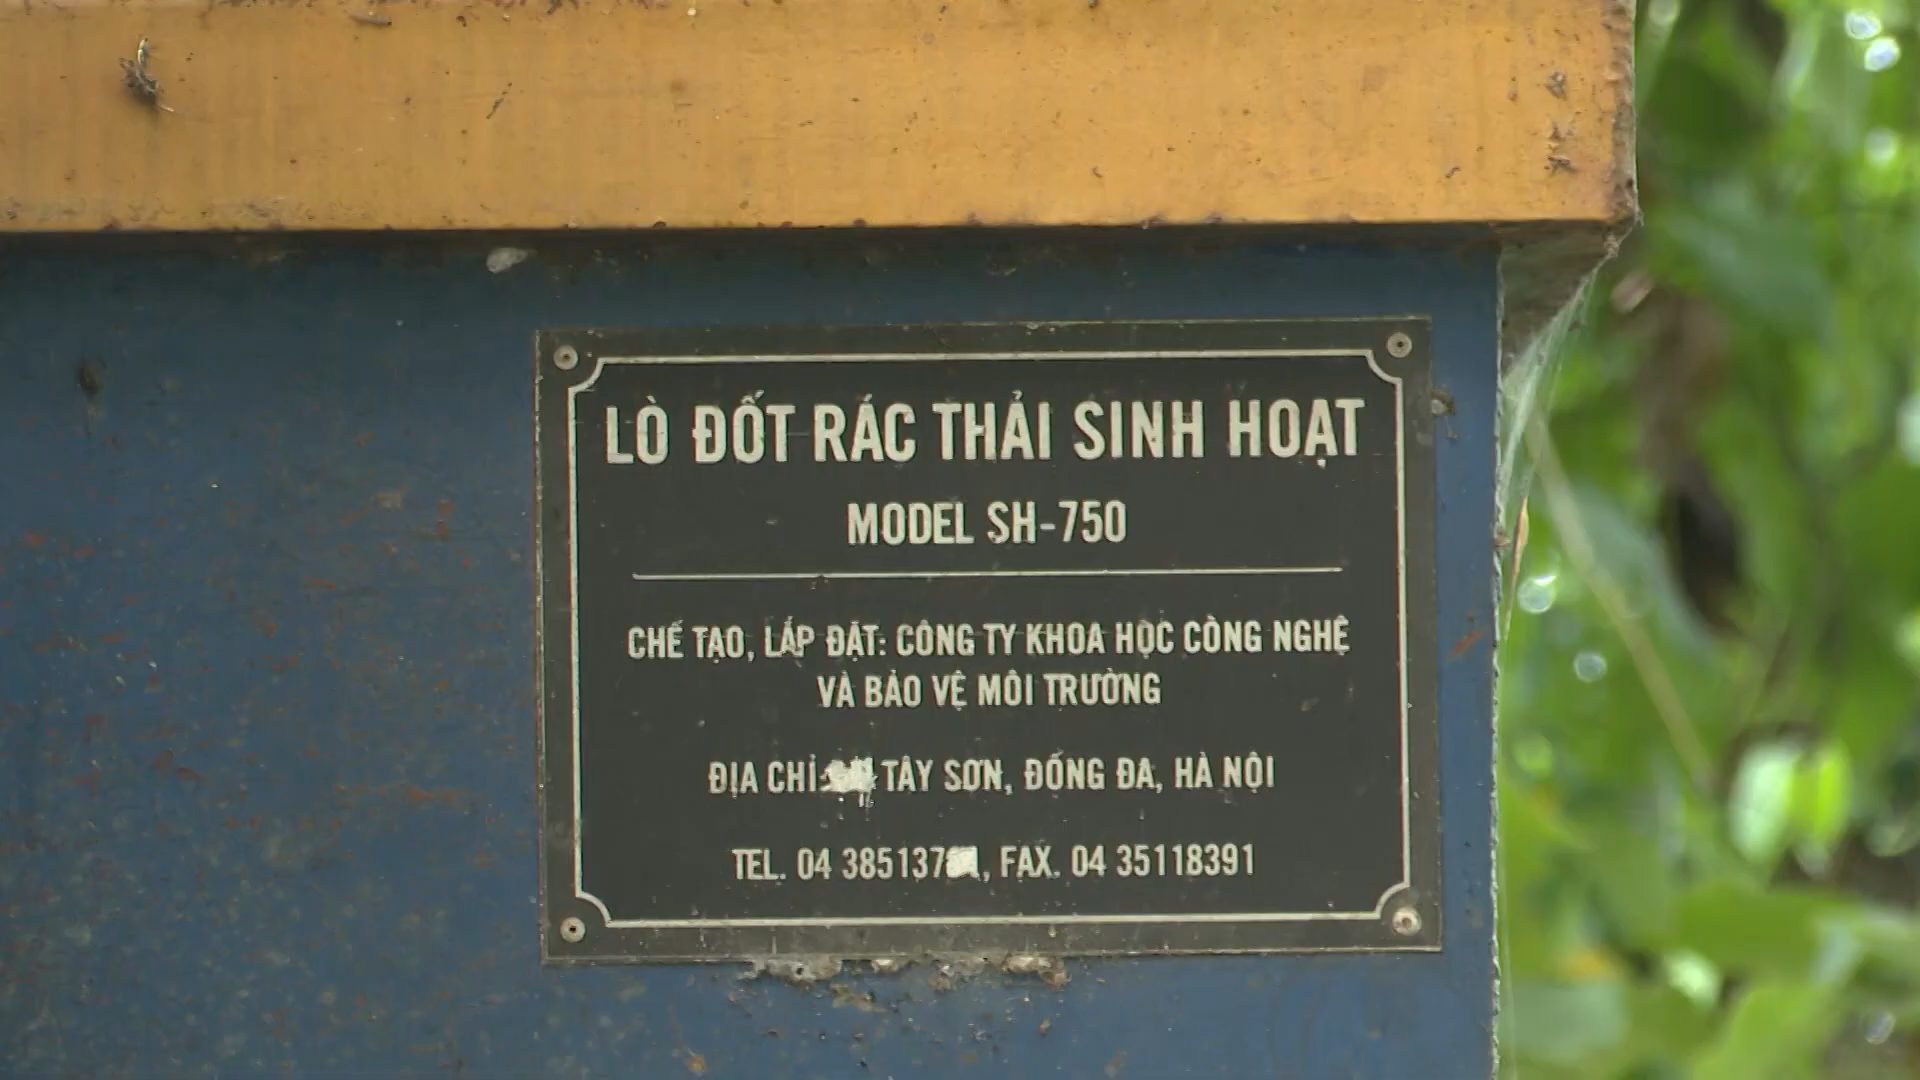 LÒ ĐỐT RÁC THẢI SINH HOẠT
MODEL SH-750
CHẾ TẠO, LẮP ĐẶT: CÔNG TY KHOA HỌC CÔNG NGHỆ
VÀ BẢO VỆ MÔI TRƯỜNG
ĐỊA CHỈ: TÂY SƠN, ĐỐNG ĐA, HÀ NỘI
TEL. 04 , FAX. 04 35118391